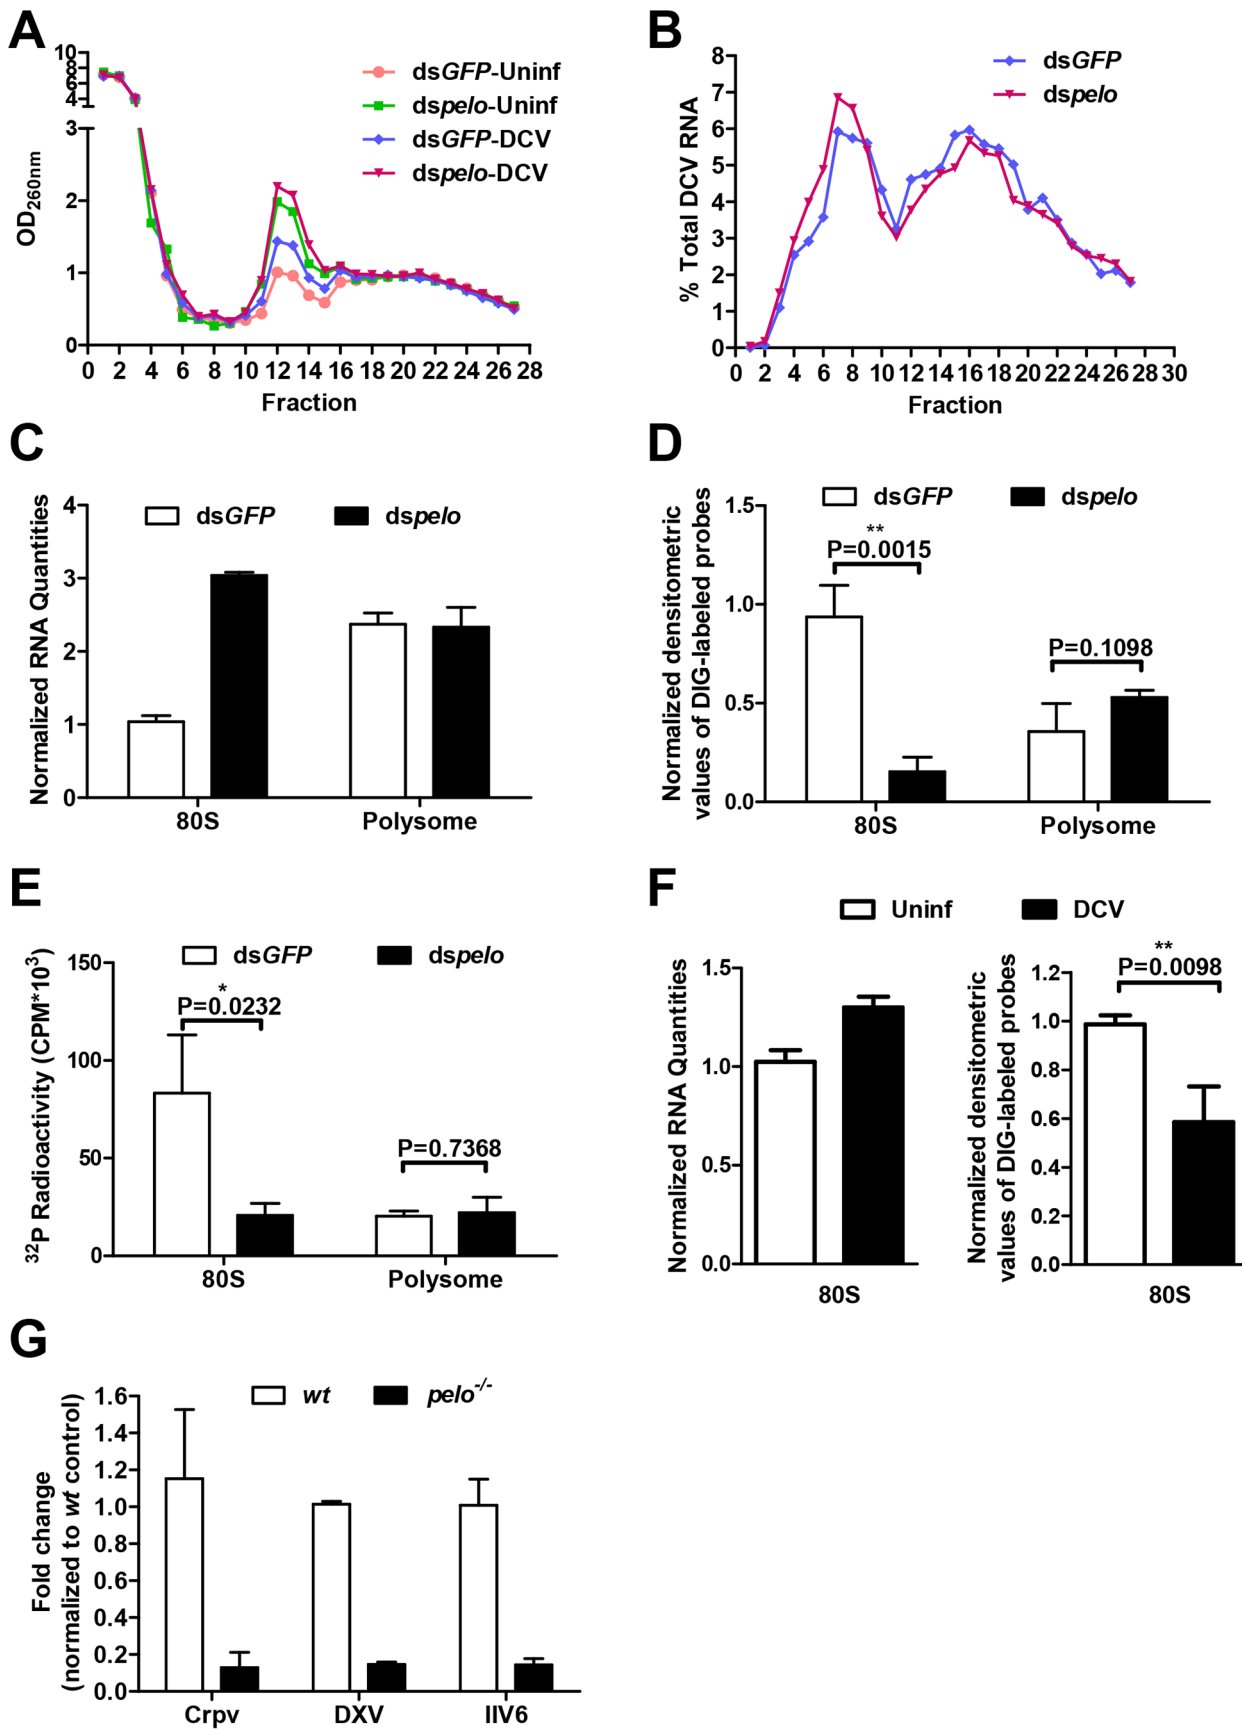 A
10
8
6
4
3
2
1
0
OD260nm
dsGFP-Uninf
dspelo-Uninf
dsGFP-DCV
dspelo-DCV
0 2 4 6 8 10 12 14 16 18 20 22 24 26 28
Fraction
B
8
7
6
5
4
3
2
1
0
% Total DCV RNA
dsGFP
dspelo
0 2 4 6 8 10 12 14 16 18 20 22 24 26 28 30
Fraction
C
4
3
2
1
0
Normalized RNA Quantities
dsGFP dspelo
80S Polysome
D
1.5
1.0
0.5
0.0
Normalized densitometric
values of DIG-labeled probes
dsGFP dspelo
**
P=0.0015
P=0.1098
80S Polysome
E
150
100
50
0
32P Radioactivity (CPM*103)
dsGFP dspelo
*
P=0.0232
P=0.7368
80S Polysome
F
Uninf DCV
1.5
1.0
0.5
0.0
Normalized RNA Quantities
80S
1.2
1.0
0.8
0.6
0.4
0.2
0.0
Normalized densitometric
values of DIG-labeled probes
**
P=0.0098
80S
G
1.6
1.4
1.2
1.0
0.8
0.6
0.4
0.2
0.0
Fold change
(normalized to wt control)
wt pelo-/-
Crpv DXV IIV6